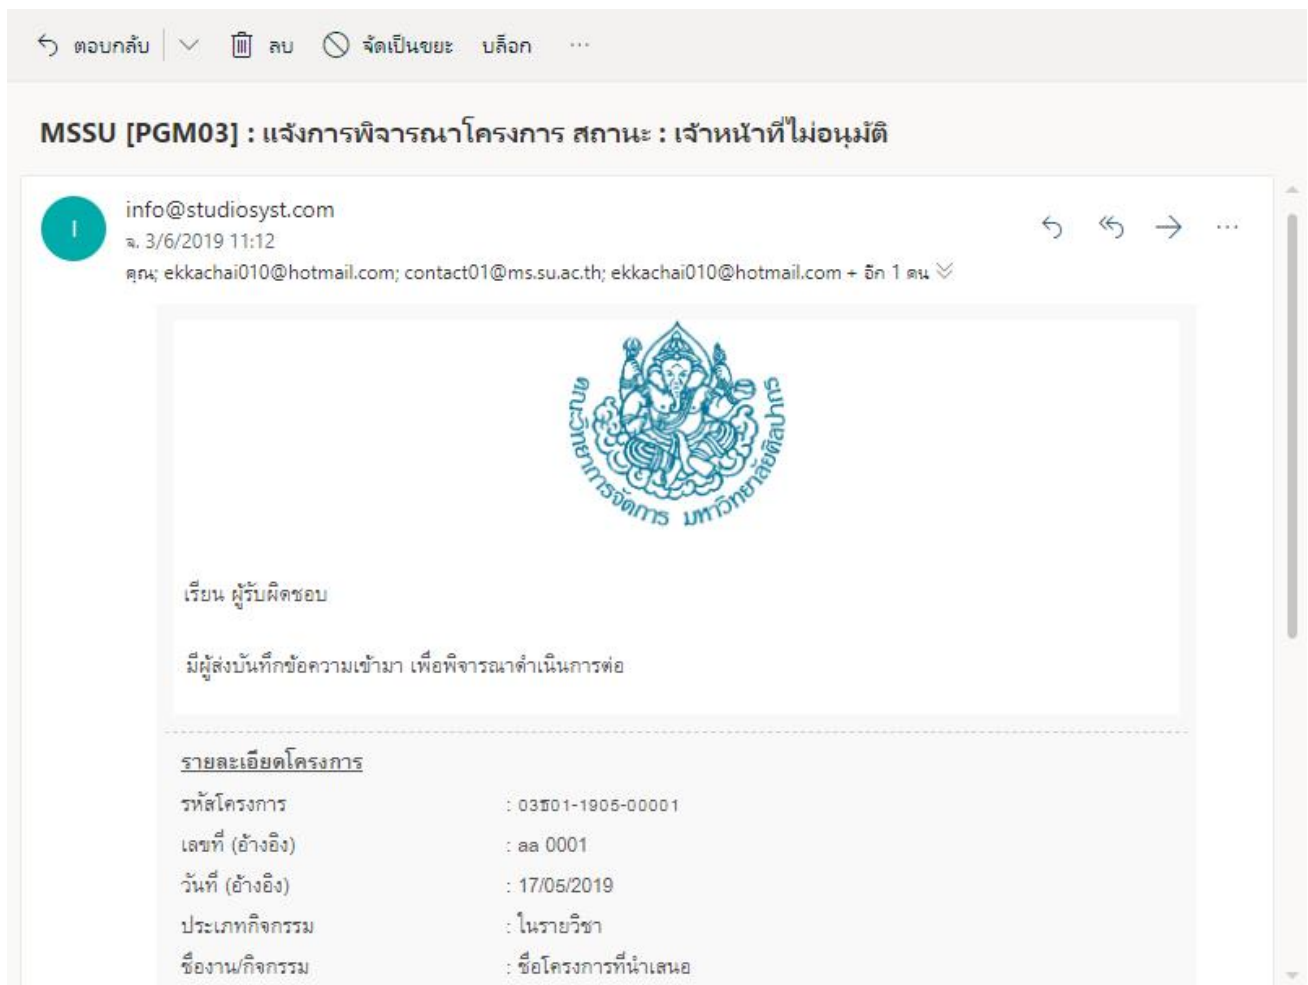 ตอบกลับ ลบ จัดเป็นขยะ บล็อก ...
MSSU [PGM03] : แจ้งการพิจารณาโครงการ สถานะ : เจ้าหน้าที่ไม่อนุมัติ
I
info@studiosyst.com
จ. 3/6/2019 11:12
คุณ; ekkachai010@hotmail.com; contact01@ms.su.ac.th; ekkachai010@hotmail.com + อีก 1 คน
คณะวิทยาการจัดการ มหาวิทยาลัยศิลปากร
เรียน ผู้รับผิดชอบ
มีผู้ส่งบันทึกข้อความเข้ามา เพื่อพิจารณาดำเนินการต่อ
รายละเอียดโครงการ
รหัสโครงการ : 03ธ01-1905-00001
เลขที่ (อ้างอิง) : aa 0001
วันที่ (อ้างอิง) : 17/05/2019
ประเภทกิจกรรม : ในรายวิชา
ชื่องาน/กิจกรรม : ชื่อโครงการที่นำเสนอ